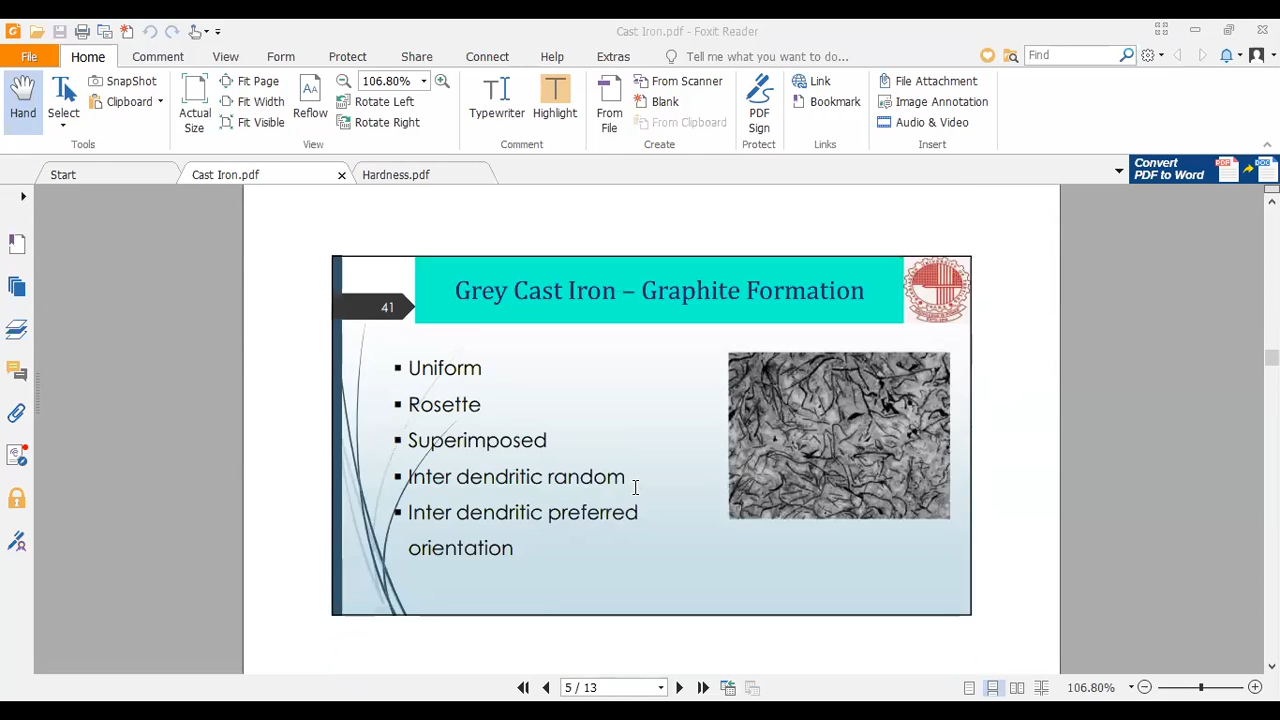 Cast Iron.pdf - Foxit Reader
File
Home
Comment
View
Form
Protect
Share
Connect
Help
Extras
Tell me what you want to do...
Find
Hand
Select
SnapShot
Clipboard
Tools
Actual
Size
Fit Page
Fit Width
Fit Visible
Reflow
106.80%
Rotate Left
Rotate Right
View
Typewriter
Highlight
Comment
From
File
From Scanner
Blank
From Clipboard
Create
PDF
Sign
Protect
Link
Bookmark
Links
File Attachment
Image Annotation
Audio & Video
Insert
Start
Cast Iron.pdf
Hardness.pdf
Convert
PDF to Word
41
Grey Cast Iron – Graphite Formation
Uniform
Rosette
Superimposed
Inter dendritic random
Inter dendritic preferred
orientation
5 / 13
106.80%